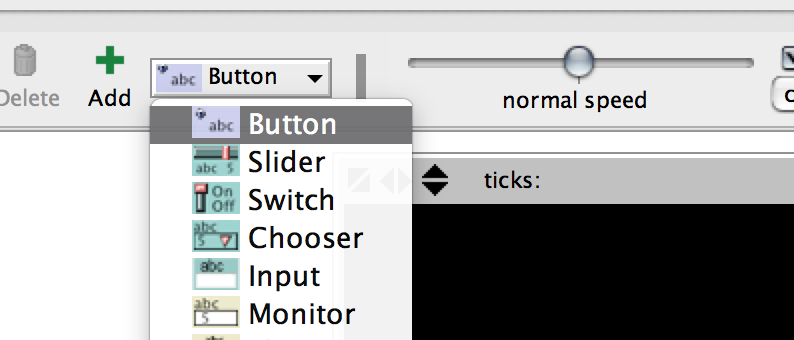 Delete
Add
abc Button
normal speed
abc Button
abc 5 Slider
On Off Switch
abc 5 Chooser
abc Input
abc 5 Monitor
ticks: